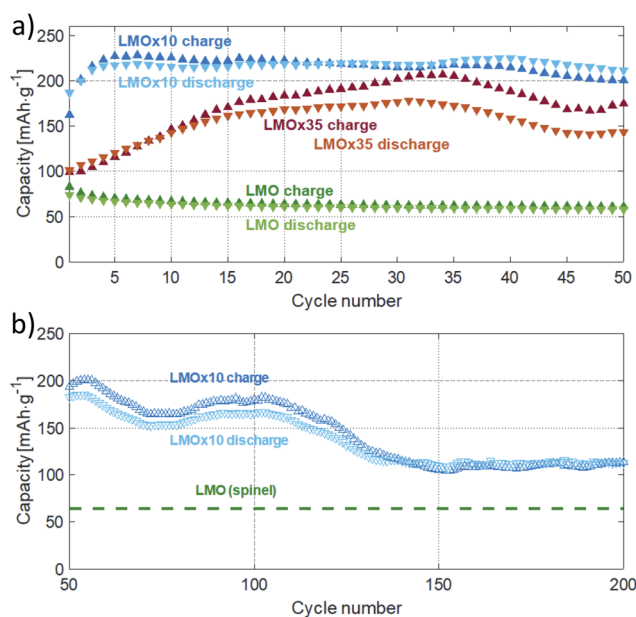 a)
250
200
150
100
50
0
Capacity [mAh·g⁻¹]
LMOx10 charge
LMOx10 discharge
LMOx35 charge
LMOx35 discharge
LMO charge
LMO discharge
5 10 15 20 25 30 35 40 45 50
Cycle number
b)
250
200
150
100
50
0
Capacity [mAh·g⁻¹]
LMOx10 charge
LMOx10 discharge
LMO (spinel)
50 100 150 200
Cycle number